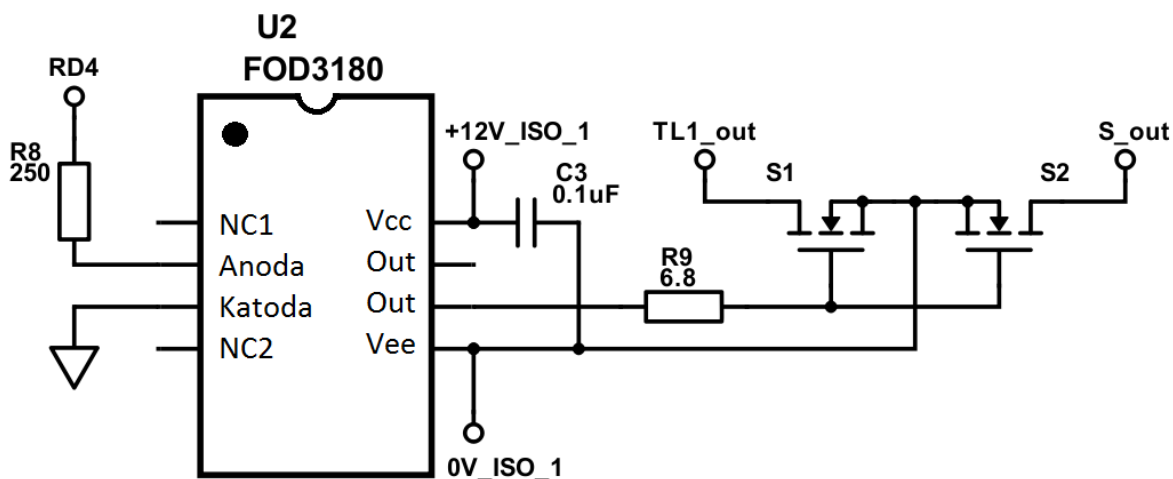 U2
FOD3180
RD4
R8
250
+12V_ISO_1
C3
0.1uF
TL1_out
S_out
S1
S2
NC1
Anoda
Katoda
NC2
Vcc
Out
Out
Vee
R9
6.8
0V_ISO_1